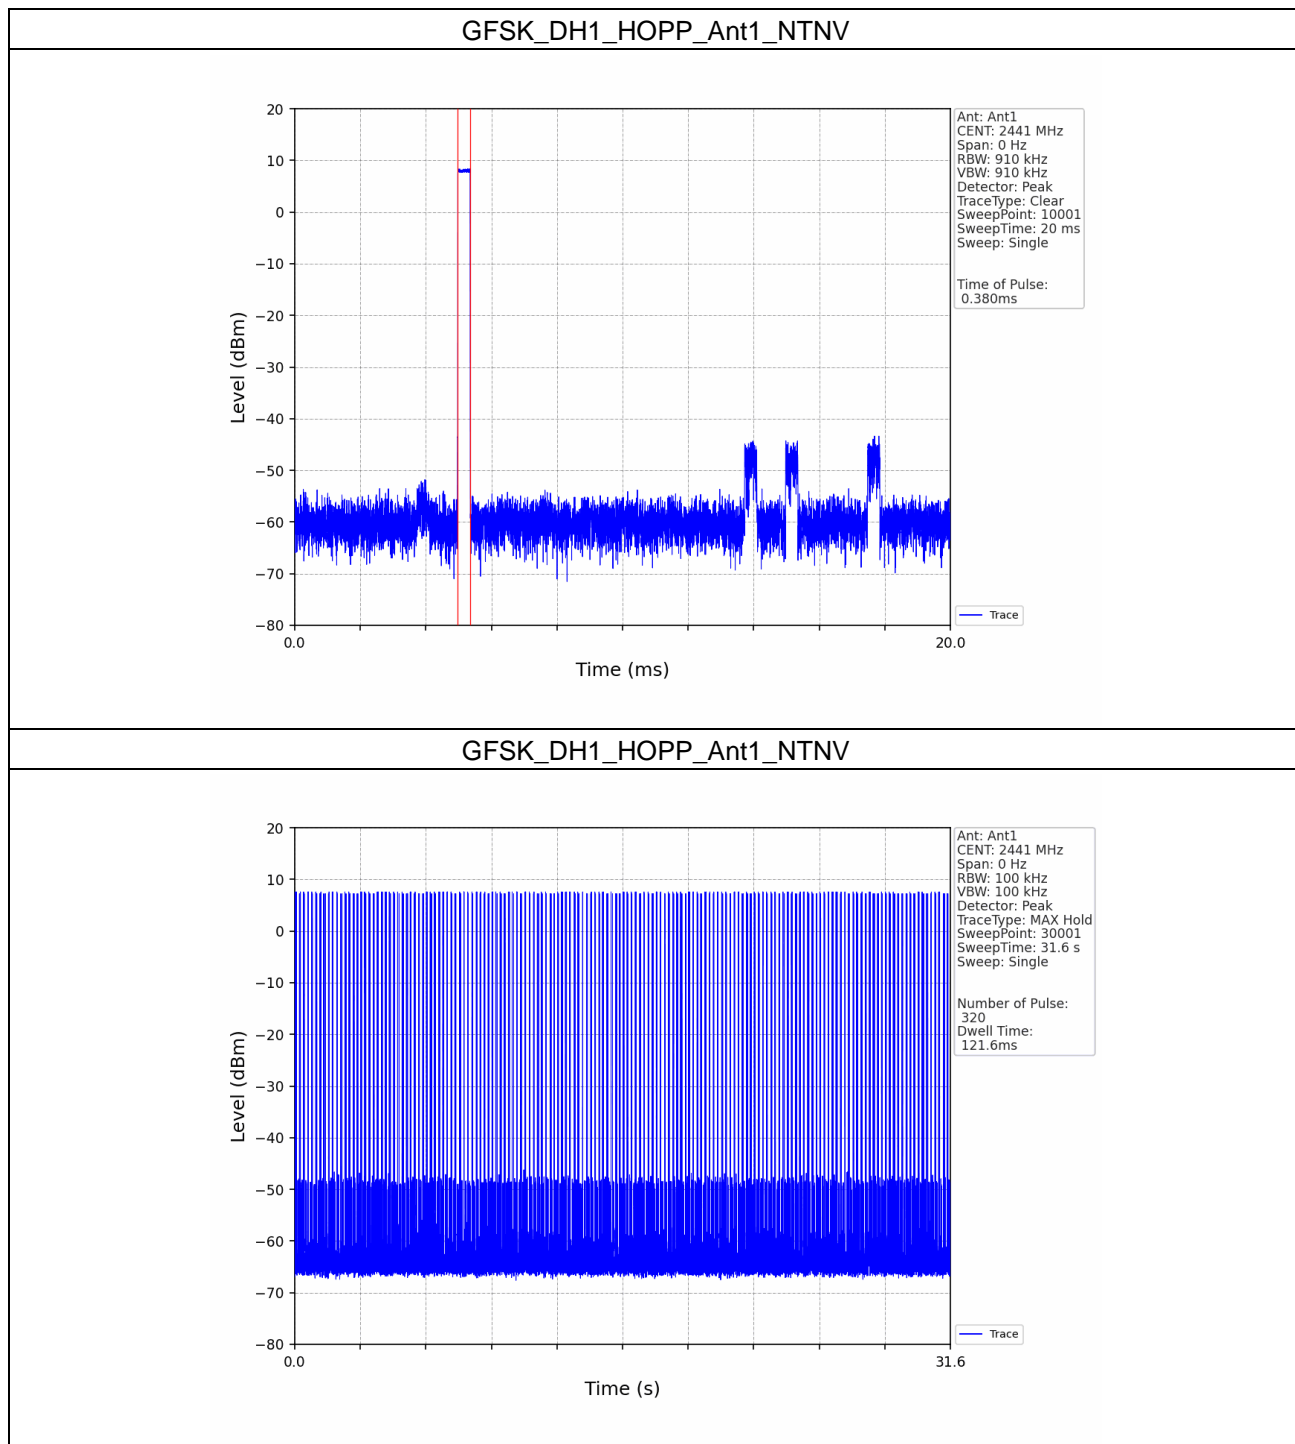 GFSK_DH1_HOPP_Ant1_NTNV
20
10
0
−10
−20
−30
−40
−50
−60
−70
−80
Level (dBm)
0.0
20.0
Time (ms)
Ant: Ant1
CENT: 2441 MHz
Span: 0 Hz
RBW: 910 kHz
VBW: 910 kHz
Detector: Peak
TraceType: Clear
SweepPoint: 10001
SweepTime: 20 ms
Sweep: Single
Time of Pulse:
0.380ms
Trace
GFSK_DH1_HOPP_Ant1_NTNV
20
10
0
−10
−20
−30
−40
−50
−60
−70
−80
Level (dBm)
0.0
31.6
Time (s)
Ant: Ant1
CENT: 2441 MHz
Span: 0 Hz
RBW: 100 kHz
VBW: 100 kHz
Detector: Peak
TraceType: MAX Hold
SweepPoint: 30001
SweepTime: 31.6 s
Sweep: Single
Number of Pulse:
320
Dwell Time:
121.6ms
Trace